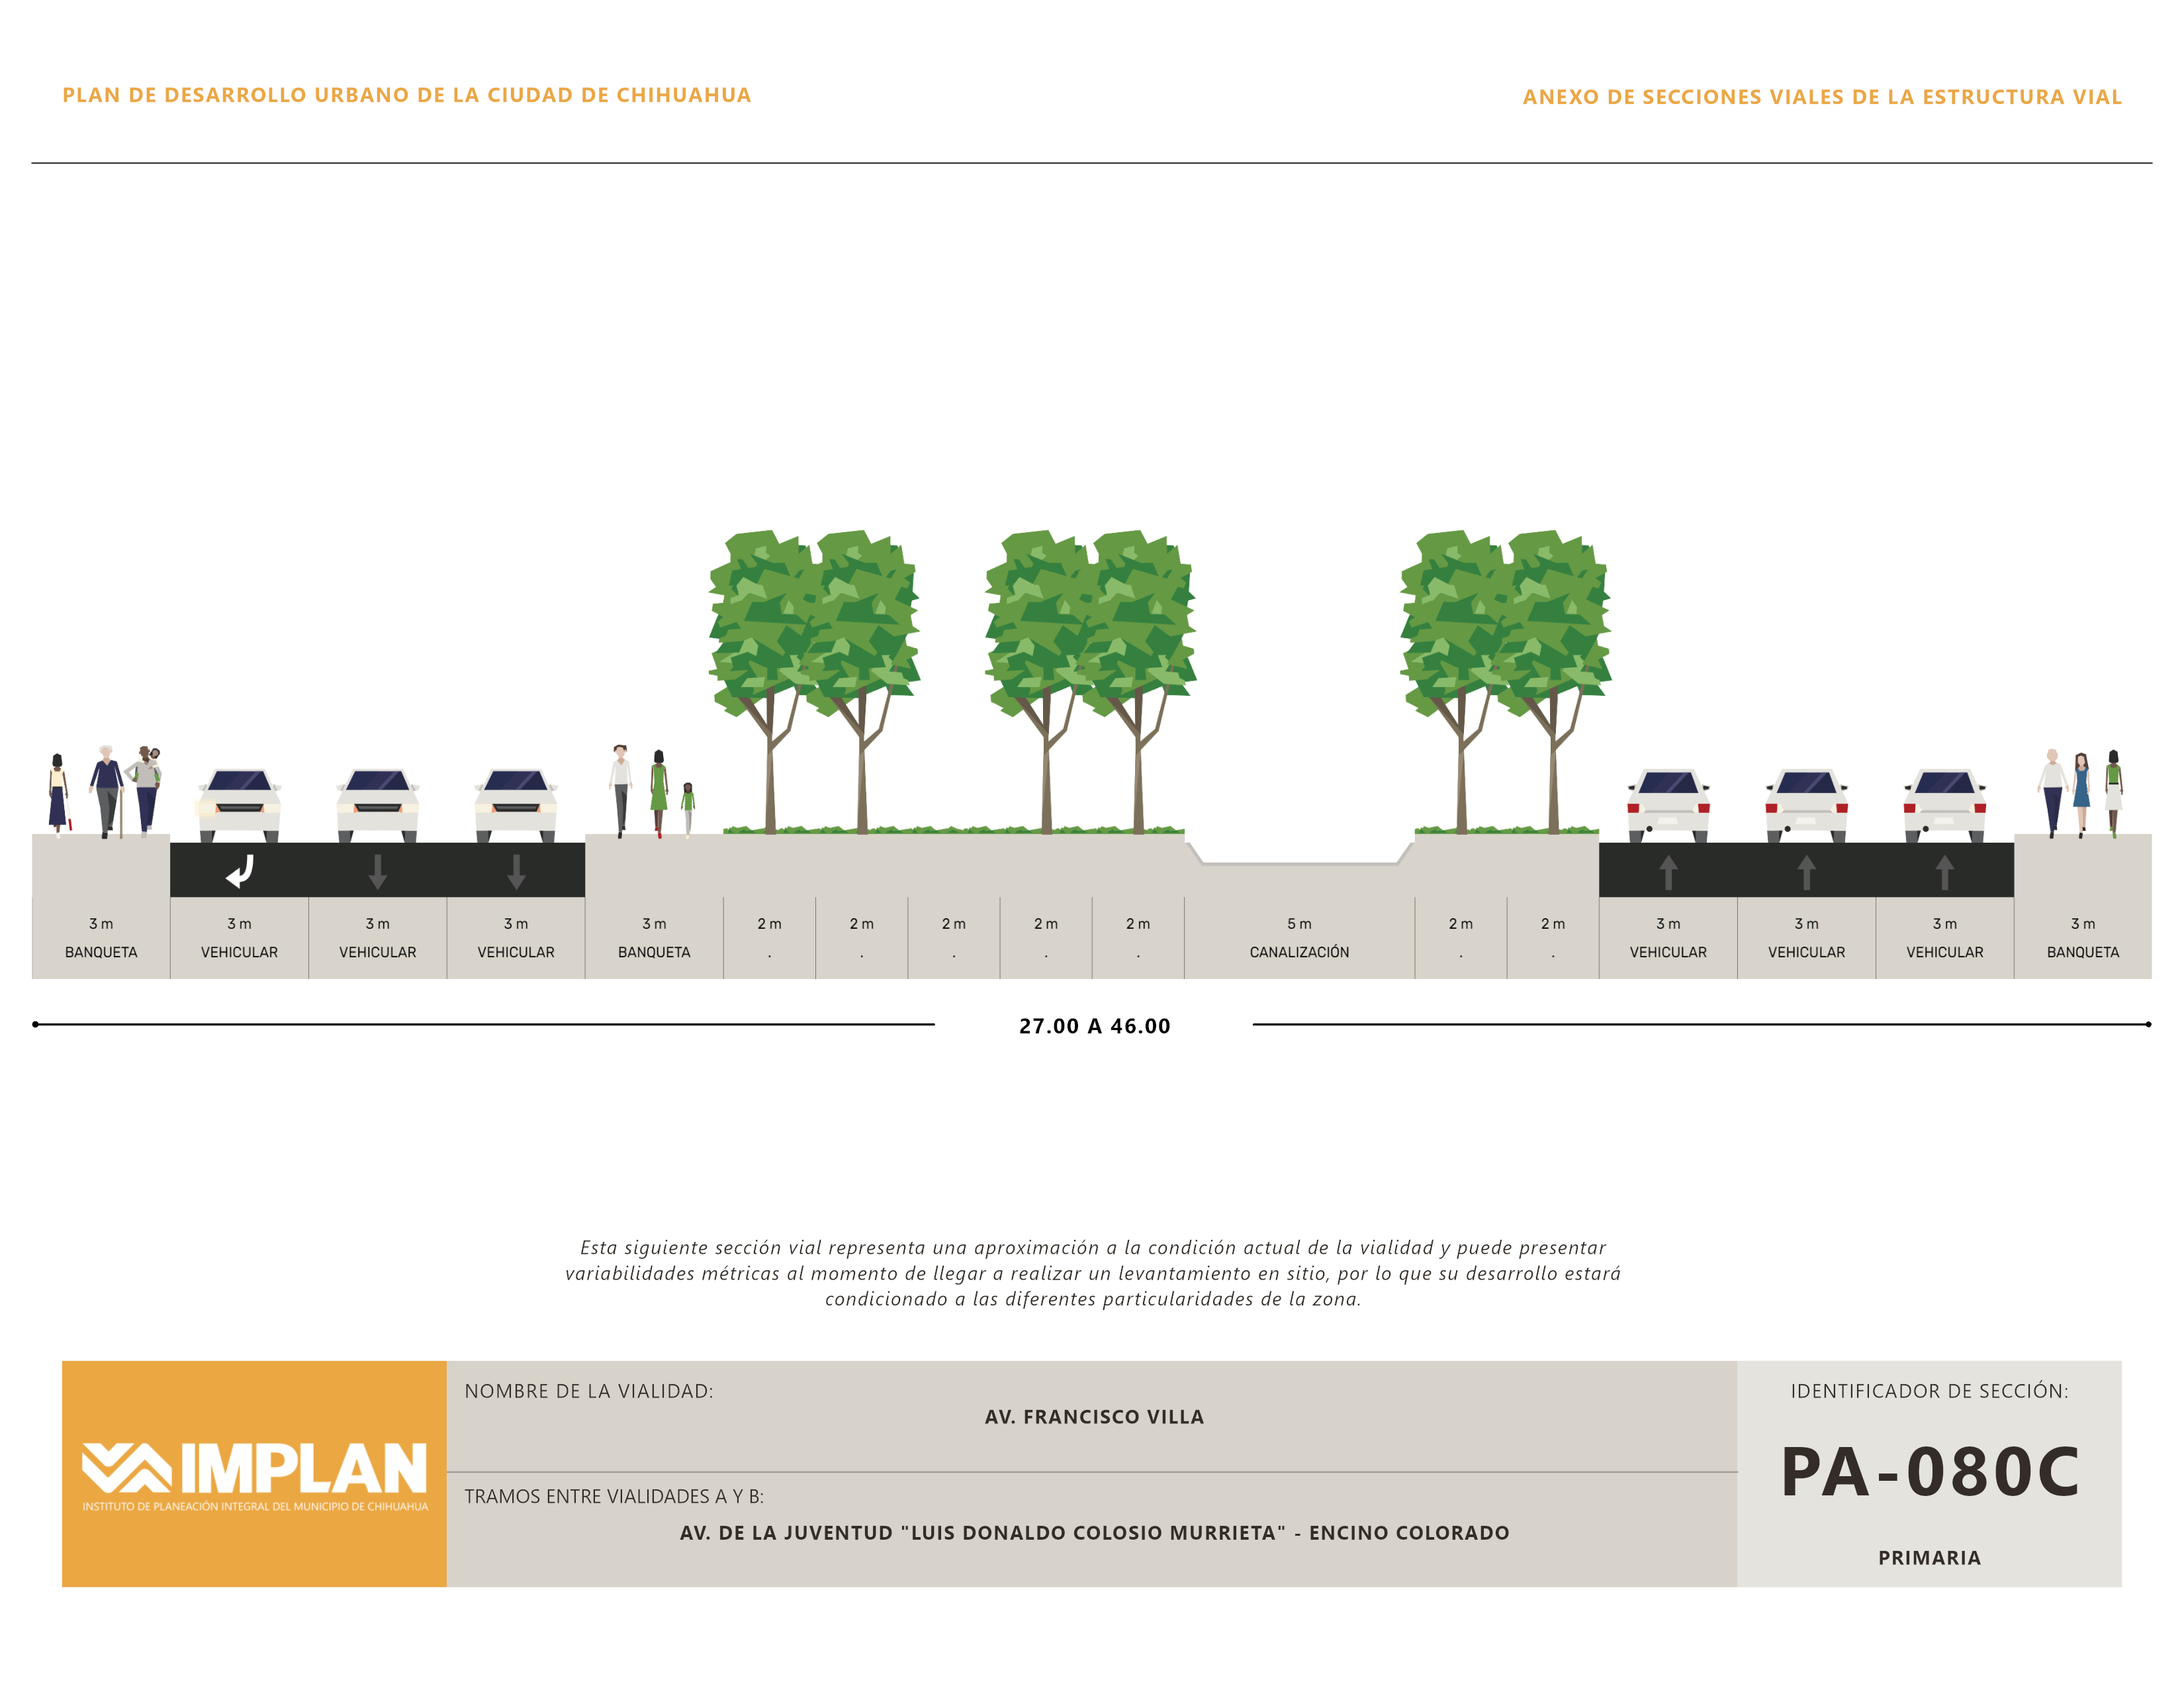 PLAN DE DESARROLLO URBANO DE LA CIUDAD DE CHIHUAHUA
ANEXO DE SECCIONES VIALES DE LA ESTRUCTURA VIAL
3 m 3 m 3 m 3 m 3 m 2 m 2 m 2 m 2 m 2 m 5 m 2 m 2 m 3 m 3 m 3 m 3 m
BANQUETA VEHICULAR VEHICULAR VEHICULAR BANQUETA . . . . . CANALIZACIÓN . . VEHICULAR VEHICULAR VEHICULAR BANQUETA
27.00 A 46.00
Esta siguiente sección vial representa una aproximación a la condición actual de la vialidad y puede presentar
variabilidades métricas al momento de llegar a realizar un levantamiento en sitio, por lo que su desarrollo estará
condicionado a las diferentes particularidades de la zona.
IMPLAN
INSTITUTO DE PLANEACIÓN INTEGRAL DEL MUNICIPIO DE CHIHUAHUA
NOMBRE DE LA VIALIDAD:
AV. FRANCISCO VILLA
TRAMOS ENTRE VIALIDADES A Y B:
AV. DE LA JUVENTUD "LUIS DONALDO COLOSIO MURRIETA" - ENCINO COLORADO
IDENTIFICADOR DE SECCIÓN:
PA-080C
PRIMARIA